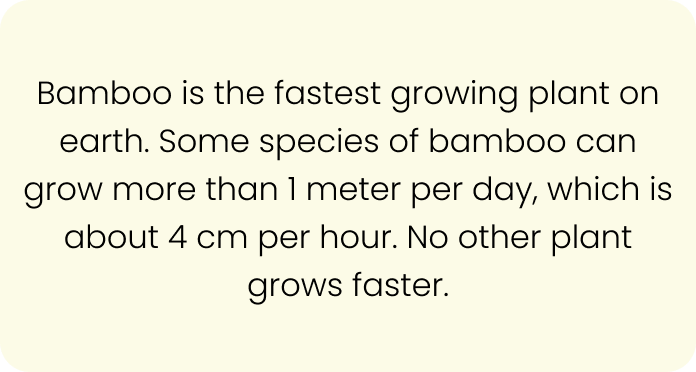 Bamboo is the fastest growing plant on
earth. Some species of bamboo can
grow more than 1 meter per day, which is
about 4 cm per hour. No other plant
grows faster.